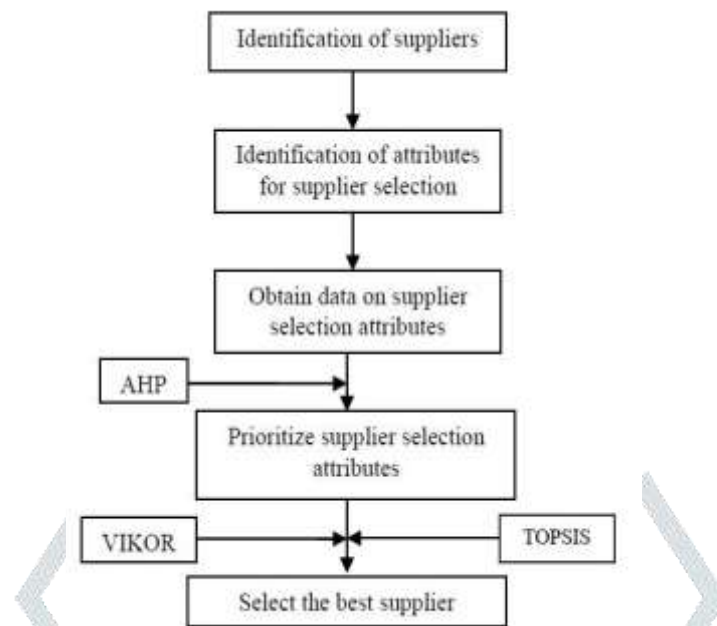 Identification of suppliers
Identification of attributes
for supplier selection
Obtain data on supplier
selection attributes
AHP
Prioritize supplier selection
attributes
VIKOR
TOPSIS
Select the best supplier